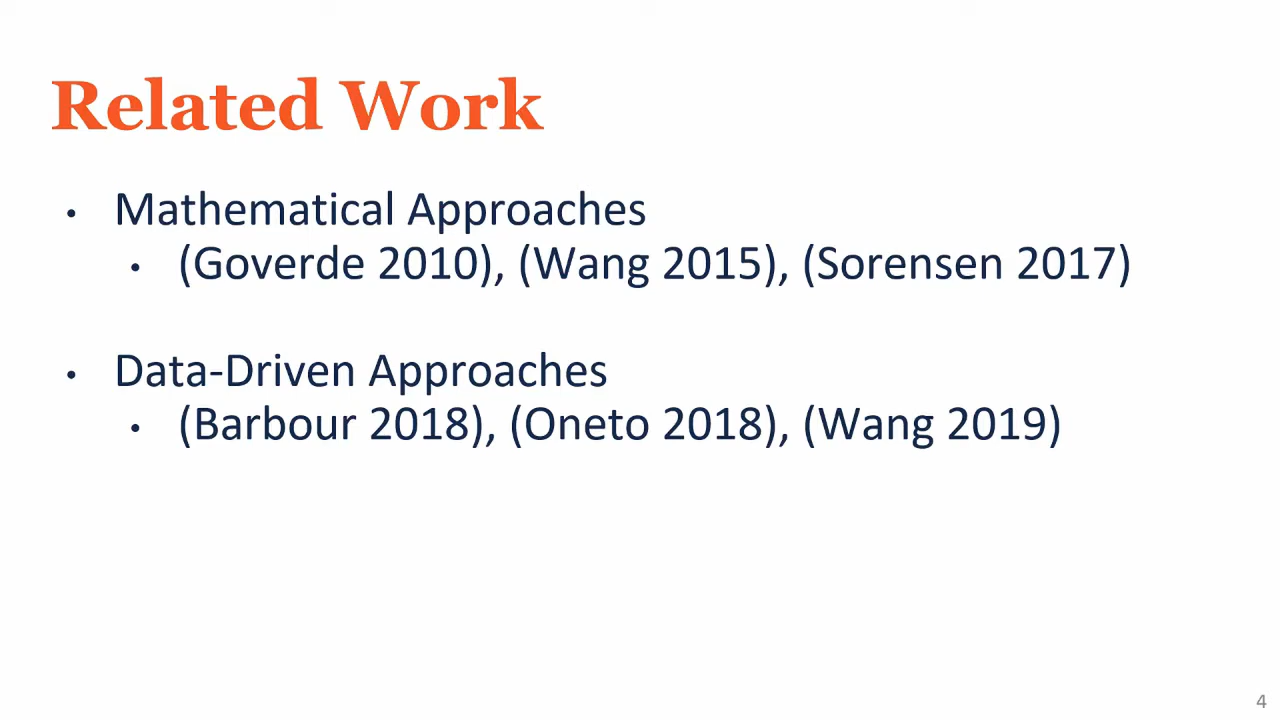 Related Work
• Mathematical Approaches
• (Goverde 2010), (Wang 2015), (Sorensen 2017)
• Data-Driven Approaches
• (Barbour 2018), (Oneto 2018), (Wang 2019)
4